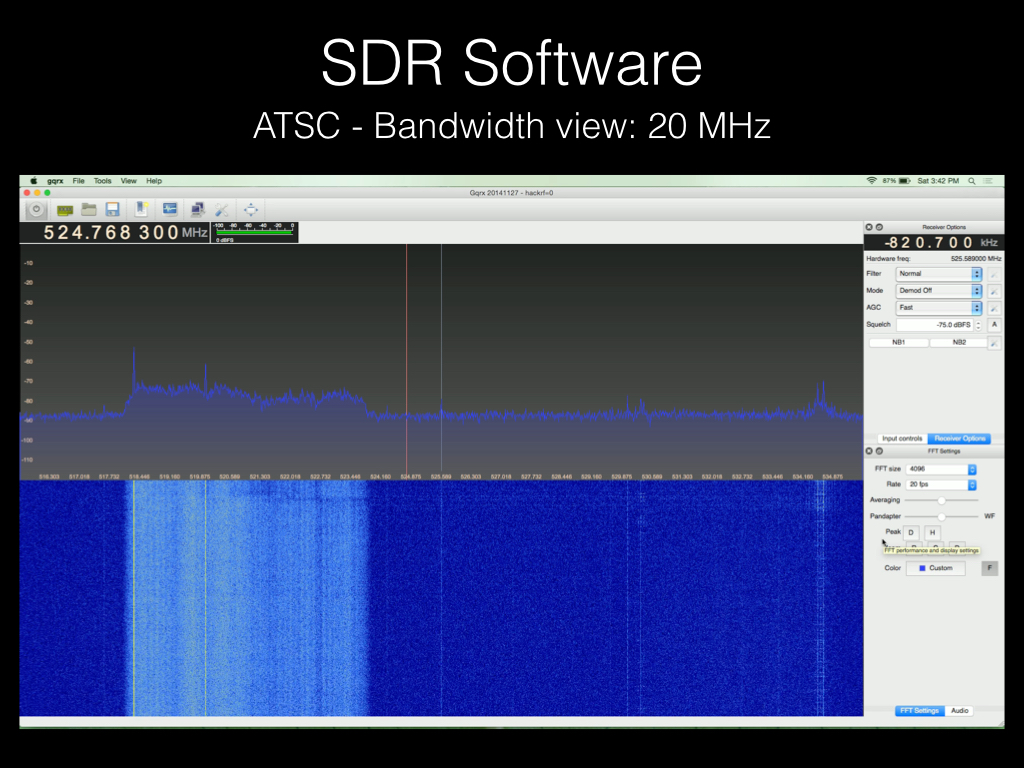 SDR Software
ATSC - Bandwidth view: 20 MHz
gqrx File Tools View Help
87% Sat 3:42 PM
Gqrx 20141127 - hackrf=0
524.768 300 MHz
-100 -80 -60 -40 -20 0
0 dBFS
Receiver Options
-820.700 kHz
Hardware freq: 525.589000 MHz
Filter Normal
Mode Demod Off
AGC Fast
Squelch -75.0 dBFS A
NB1 NB2
-10
-20
-30
-40
-50
-60
-70
-80
-90
-100
-110
516.303 517.018 517.732 518.446 519.160 519.875 520.589 521.303 522.018 522.732 523.446 524.160 524.875 525.589 526.303 527.018 527.732 528.446 529.160 529.875 530.589 531.303 532.018 532.732 533.446 534.160 534.875
Input controls Receiver Options
FFT Settings
FFT size 4096
Rate 20 fps
Averaging
Pandapter WF
Peak D H
FFT performance and display settings
Color Custom F
FFT Settings Audio